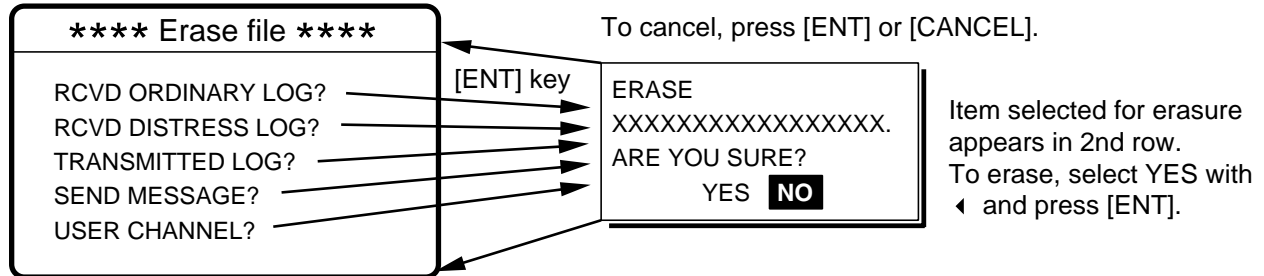 **** Erase file ****
RCVD ORDINARY LOG?
RCVD DISTRESS LOG?
TRANSMITTED LOG?
SEND MESSAGE?
USER CHANNEL?
[ENT] key
To cancel, press [ENT] or [CANCEL].
ERASE
XXXXXXXXXXXXXXXXX.
ARE YOU SURE?
YES NO
Item selected for erasure
appears in 2nd row.
To erase, select YES with
and press [ENT].